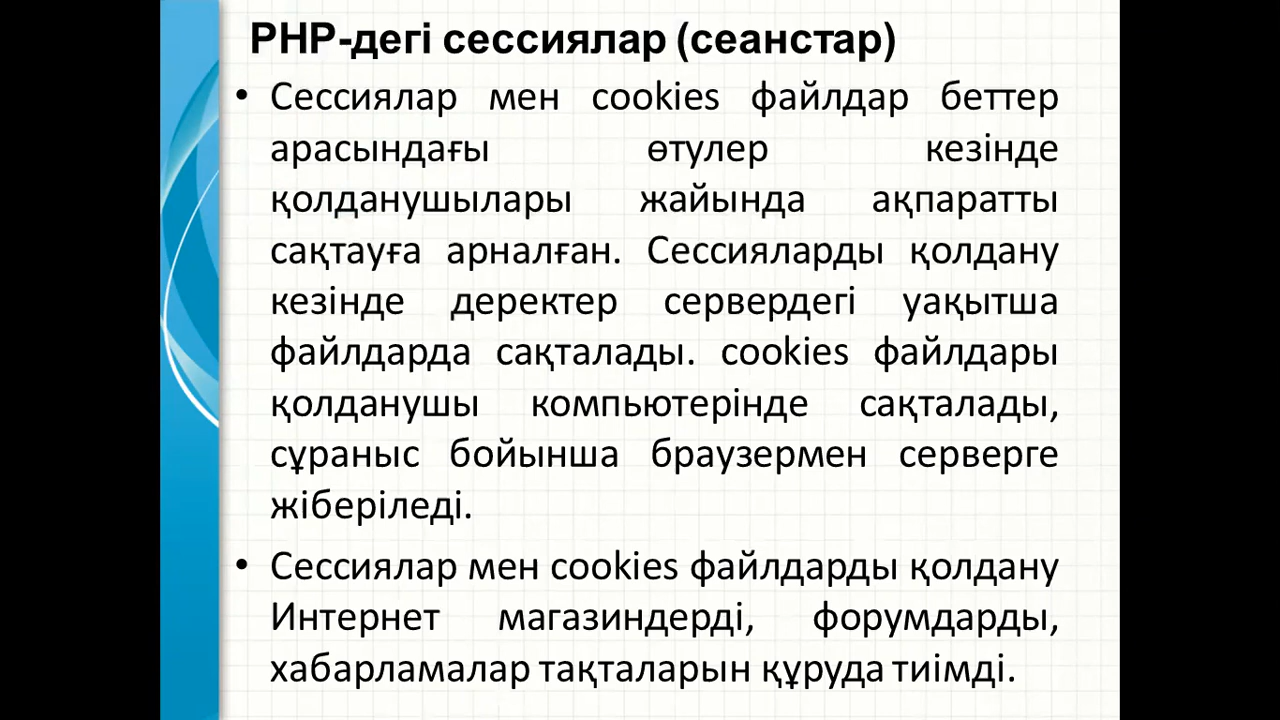 PHP-дегі сессиялар (сеанстар)
• Сессиялар мен cookies файлдар беттер
арасындағы өтулер кезінде
қолданушылары жайында ақпаратты
сақтауға арналған. Сессияларды қолдану
кезінде деректер сервердегі уақытша
файлдарда сақталады. cookies файлдары
қолданушы компьютерінде сақталады,
сұраныс бойынша браузермен серверге
жіберіледі.
• Сессиялар мен cookies файлдарды қолдану
Интернет магазиндерді, форумдарды,
хабарламалар тақталарын құруда тиімді.